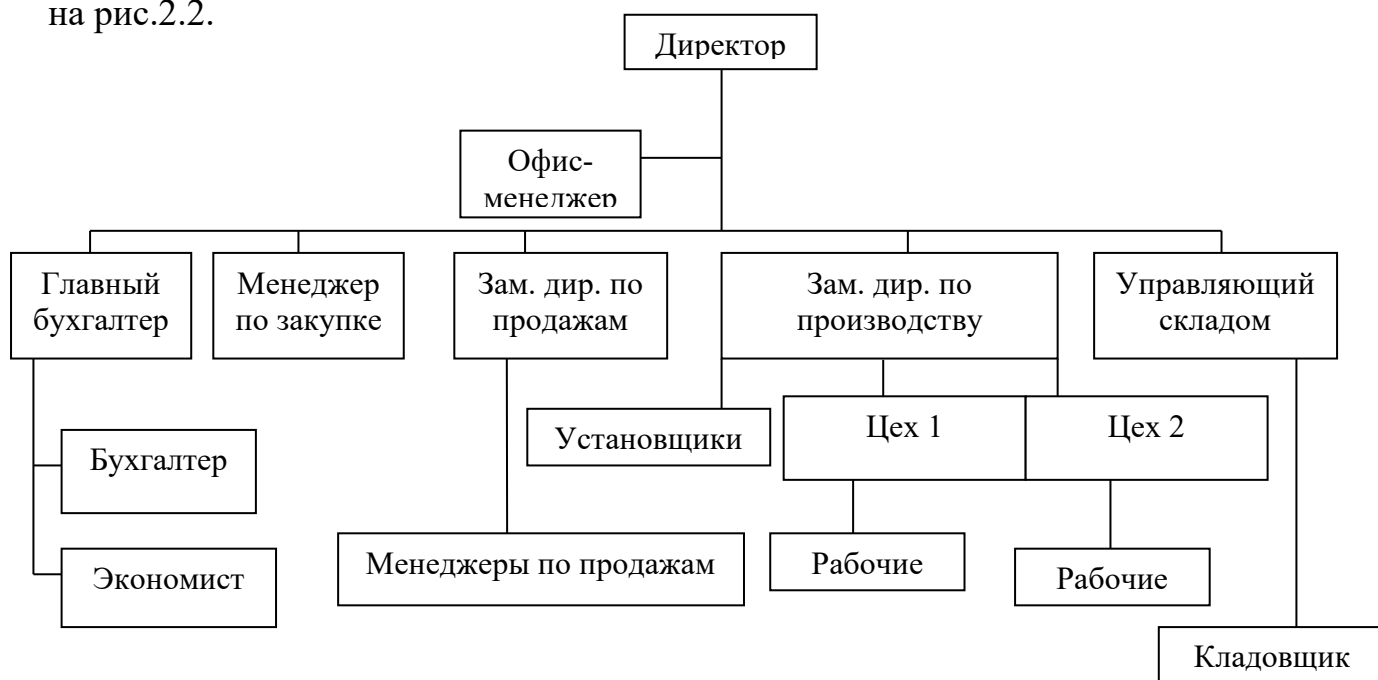 на рис.2.2.
Директор
Офис-
менеджер
Главный
бухгалтер
Менеджер
по закупке
Зам. дир. по
продажам
Зам. дир. по
производству
Управляющий
складом
Установщики
Цех 1
Цех 2
Бухгалтер
Менеджеры по продажам
Рабочие
Рабочие
Экономист
Кладовщик